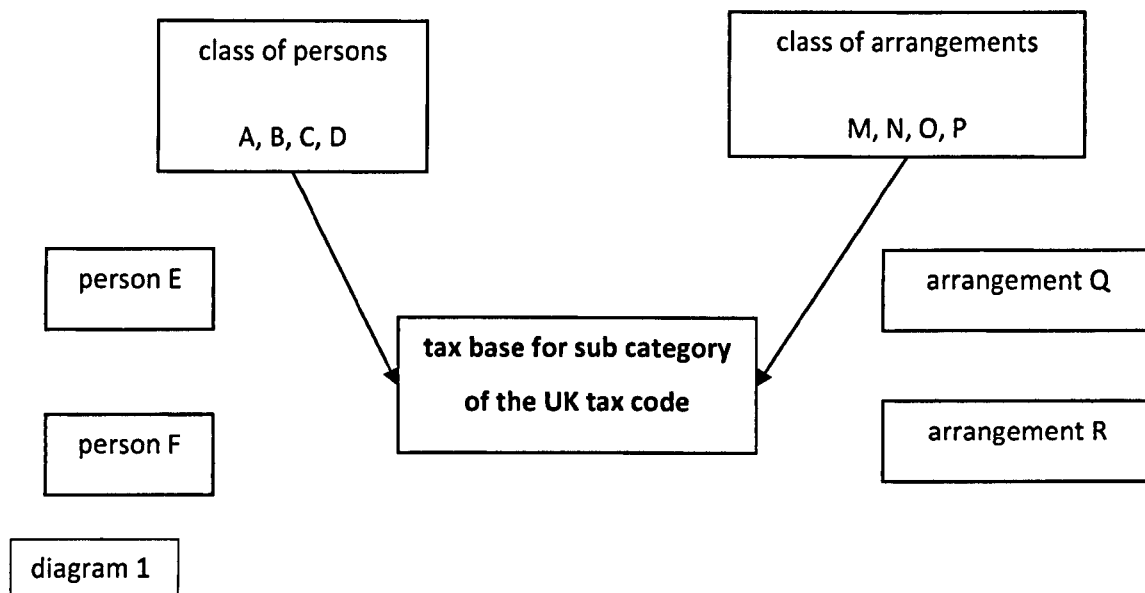 class of persons
A, B, C, D
class of arrangements
M, N, O, P
person E
arrangement Q
tax base for sub category
of the UK tax code
person F
arrangement R
diagram 1